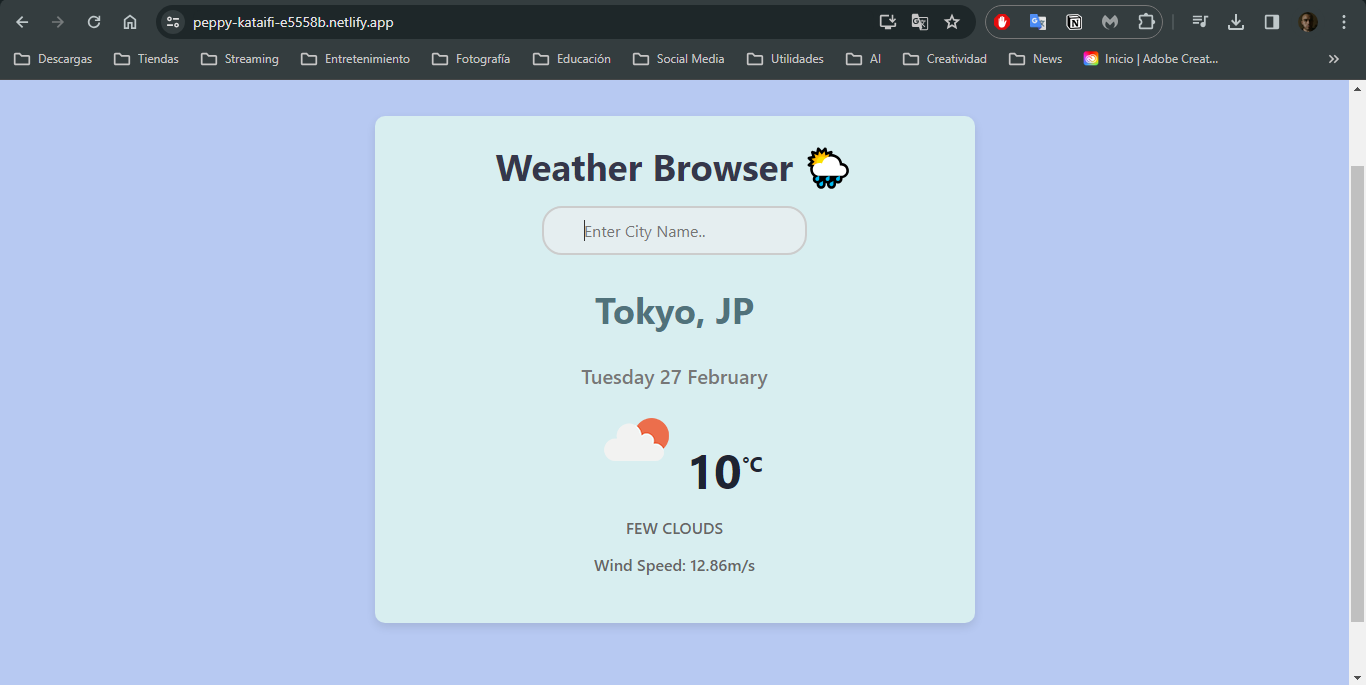 peppy-kataifi-e5558b.netlify.app
Descargas Tiendas Streaming Entretenimiento Fotografía Educación Social Media Utilidades AI Creatividad News Inicio | Adobe Creat...
Weather Browser
Enter City Name..
Tokyo, JP
Tuesday 27 February
10°C
FEW CLOUDS
Wind Speed: 12.86m/s